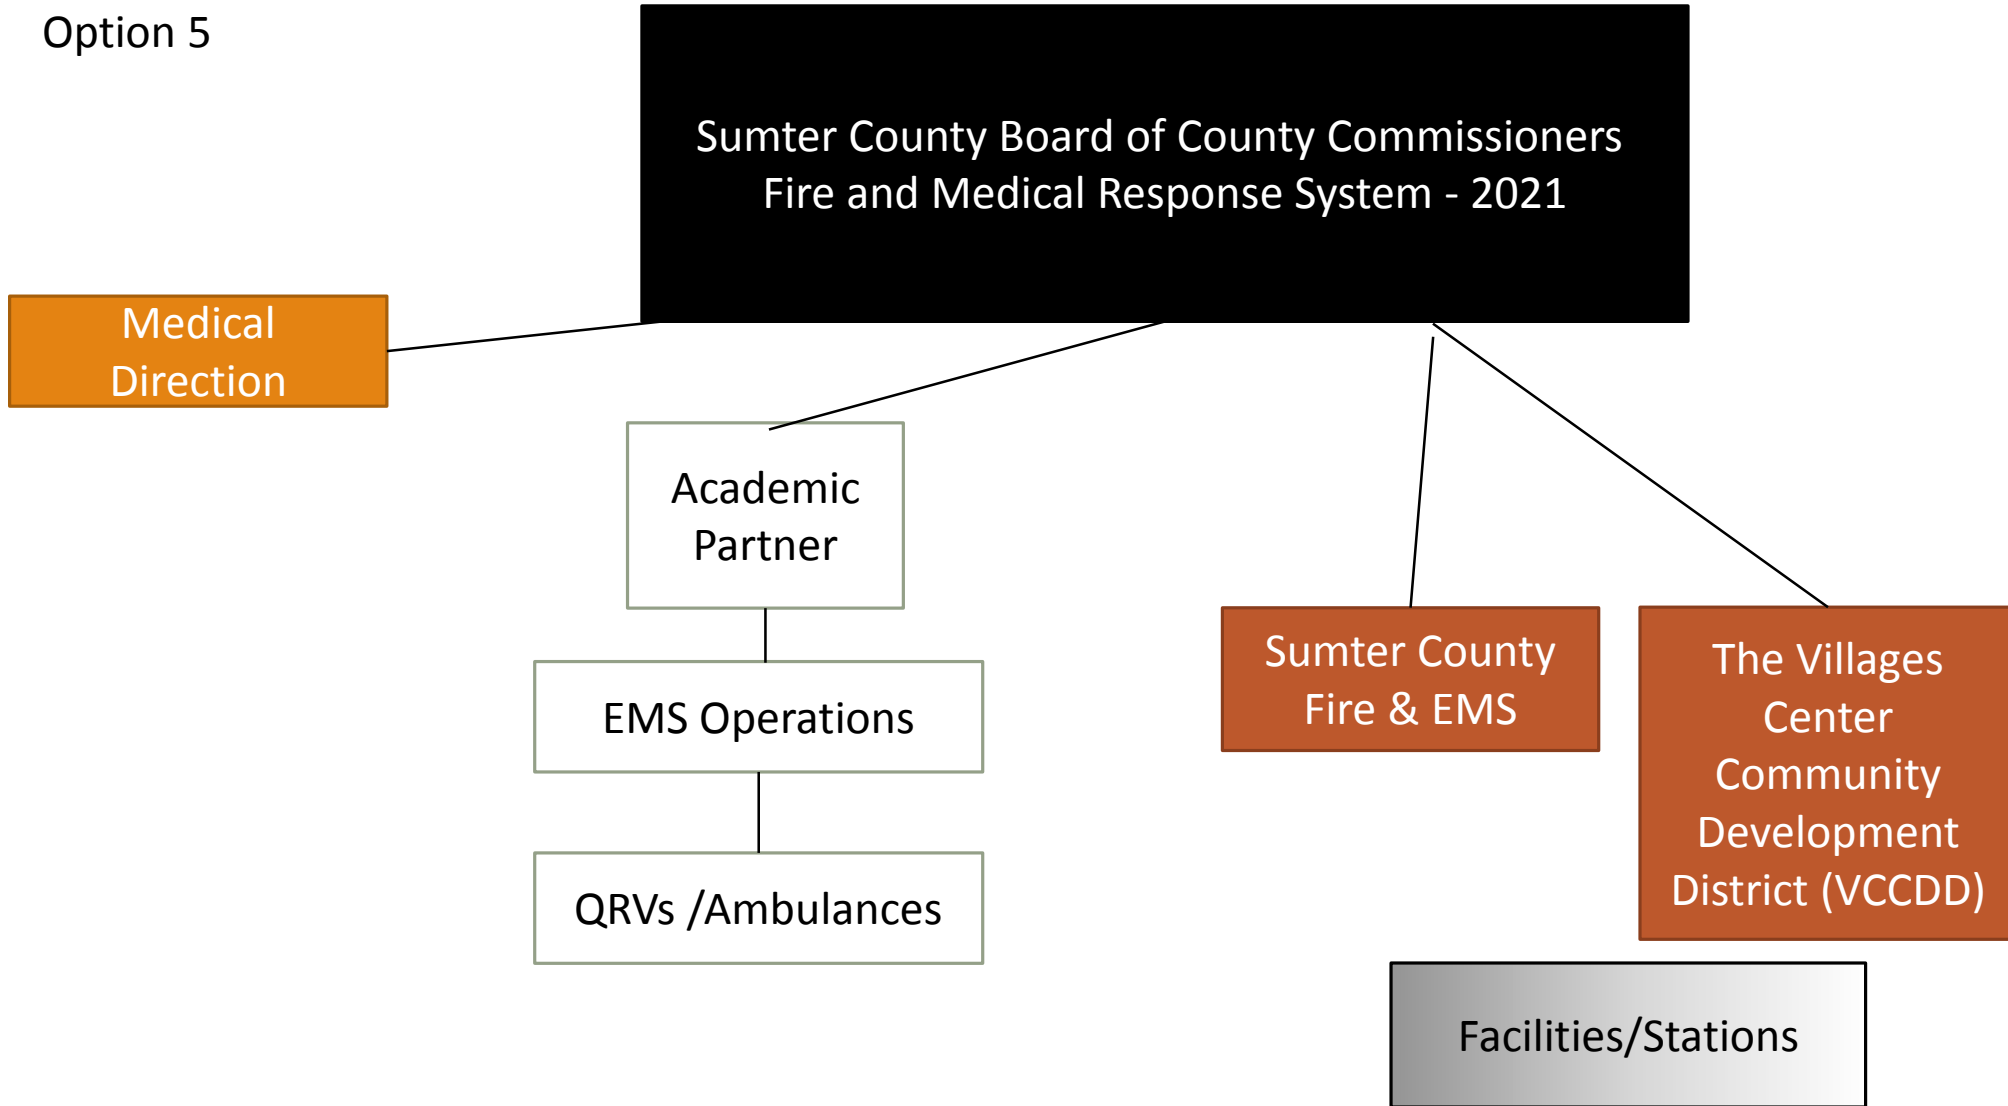 Option 5
Sumter County Board of County Commissioners
Fire and Medical Response System - 2021
Medical
Direction
Academic
Partner
EMS Operations
QRVs /Ambulances
Sumter County
Fire & EMS
The Villages
Center
Community
Development
District (VCCDD)
Facilities/Stations